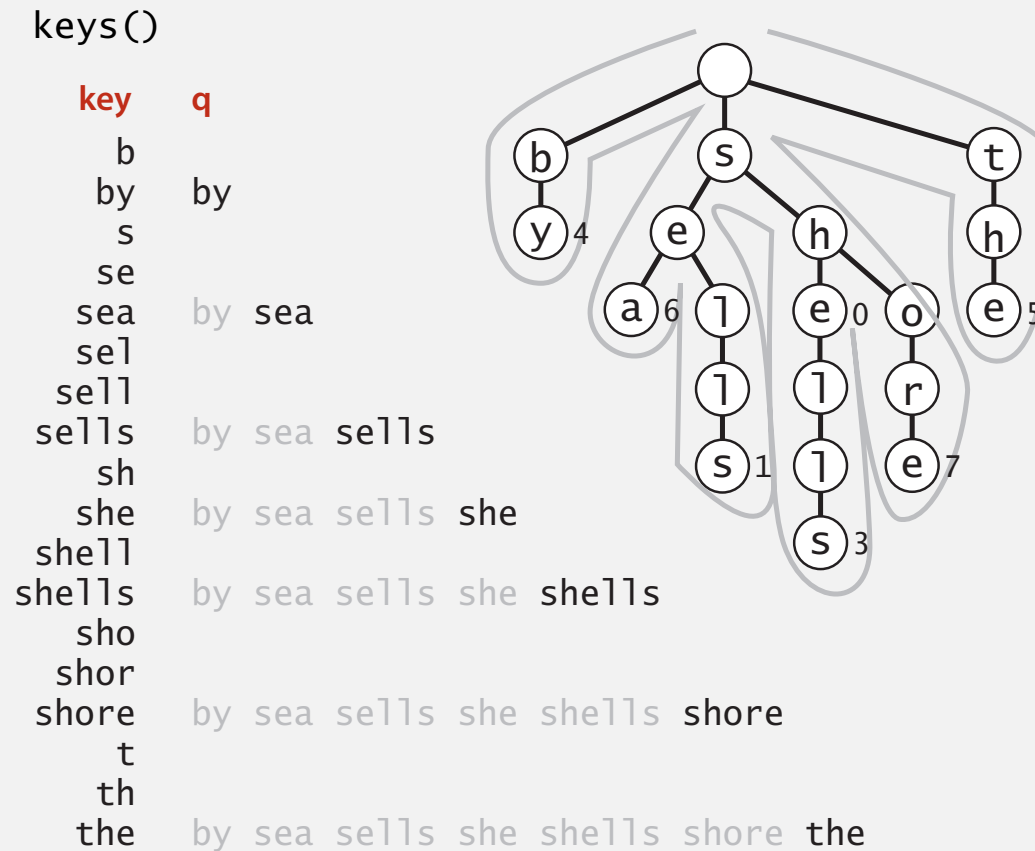 keys()
key q
b
by by
s
se
sea by sea
sel
sell
sells by sea sells
sh
she by sea sells she
shell
shells by sea sells she shells
sho
shor
shore by sea sells she shells shore
t
th
the by sea sells she shells shore the
b s t
y 4 e h h
a 6 l e 0 o e 5
l l r
s 1 l e 7
s 3